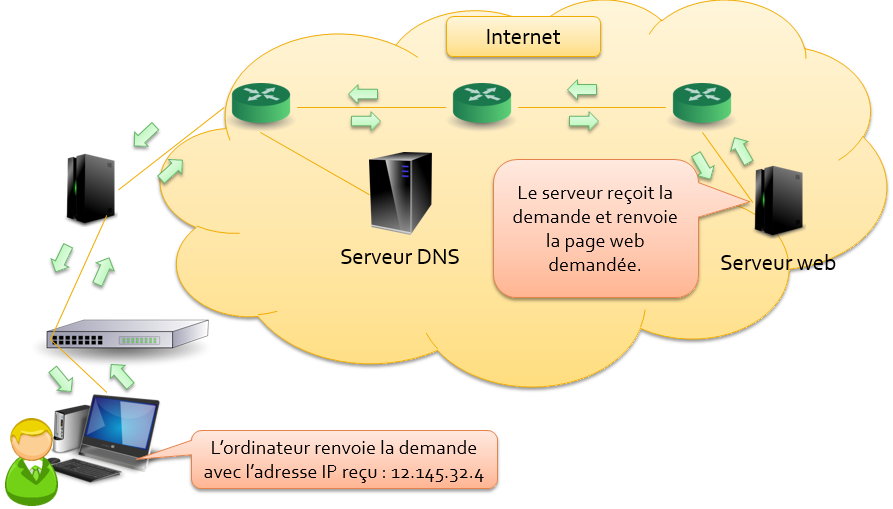 Internet
Le serveur reçoit la
demande et renvoie
la page web
demandée.
Serveur DNS
Serveur web
L’ordinateur renvoie la demande
avec l’adresse IP reçu : 12.145.32.4